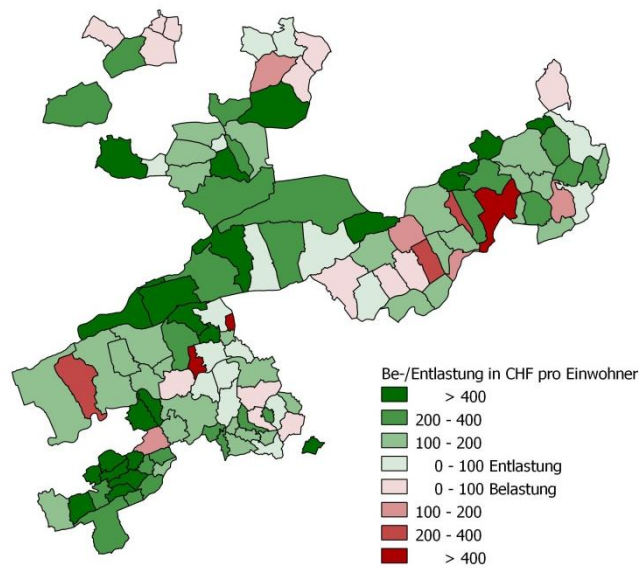 Be-/Entlastung in CHF pro Einwohner
> 400
200 - 400
100 - 200
0 - 100 Entlastung
0 - 100 Belastung
100 - 200
200 - 400
> 400